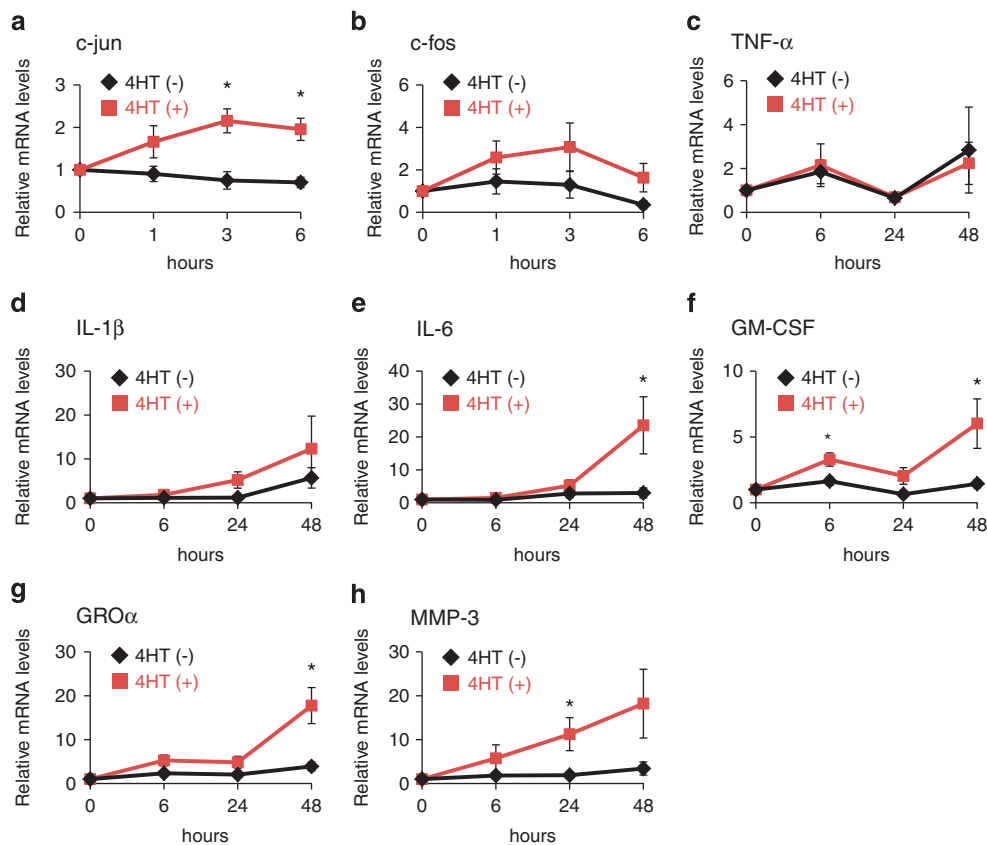 a
c-jun
Relative mRNA levels
3
2
1
0
4HT (-)
4HT (+)
*
*
0 1 3 6
hours
b
c-fos
Relative mRNA levels
6
4
2
0
4HT (-)
4HT (+)
0 1 3 6
hours
c
TNF-α
Relative mRNA levels
6
4
2
0
4HT (-)
4HT (+)
0 6 24 48
hours
d
IL-1β
Relative mRNA levels
30
20
10
0
4HT (-)
4HT (+)
0 6 24 48
hours
e
IL-6
Relative mRNA levels
40
30
20
10
0
4HT (-)
4HT (+)
*
0 6 24 48
hours
f
GM-CSF
Relative mRNA levels
10
5
0
4HT (-)
4HT (+)
*
*
0 6 24 48
hours
g
GROα
Relative mRNA levels
30
20
10
0
4HT (-)
4HT (+)
*
0 6 24 48
hours
h
MMP-3
Relative mRNA levels
30
20
10
0
4HT (-)
4HT (+)
*
0 6 24 48
hours